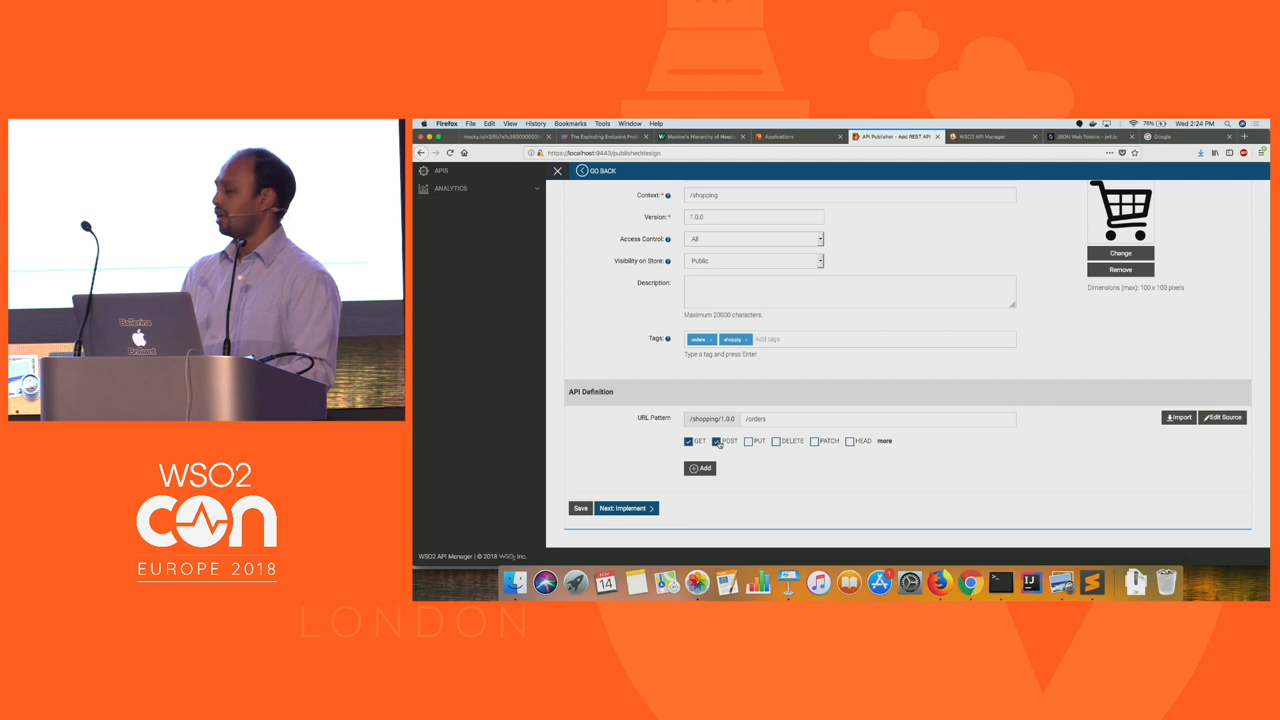 Firefox File Edit View History Bookmarks Tools Window Help
Wed 2:24 PM
The Exploding Endpoint Prob
Maslow's Hierarchy of Needs
Applications
API Publisher - Add REST API
WSO2 API Manager
JSON Web Tokens - jwt.io
Google
https://localhost:9443/publisher/design
APIS
ANALYTICS
GO BACK
Context:* /shopping
Version:* 1.0.0
Access Control: All
Visibility on Store: Public
Description:
Maximum 20000 characters.
Tags: orders shoppig Add tags
Type a tag and press Enter
Change
Remove
Dimensions (max): 100 x 100 pixels
API Definition
URL Pattern /shopping/1.0.0 /orders
Import Edit Source
GET POST PUT DELETE PATCH HEAD more
Add
Save Next: Implement
WSO2 API Manager | © 2018 WSO2 Inc.
NOV
14
Ballerina
Brilliant
WSO2
con
EUROPE 2018
LONDON